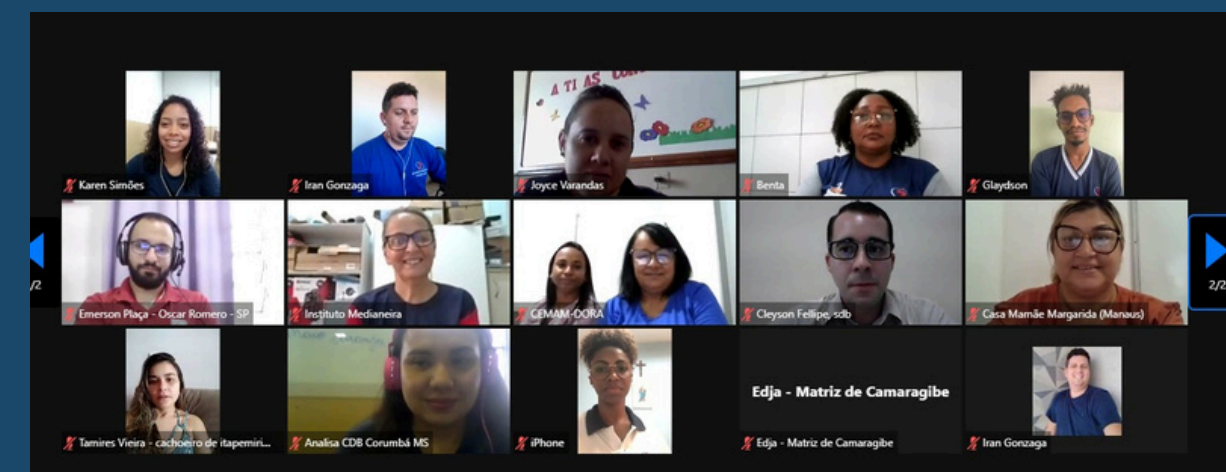 A TI AS
Karen Simões
Iran Gonzaga
Joyce Varandas
Benta
Glaydson
/2
2/2
Emerson Plaça - Oscar Romero - SP
Instituto Medianeira
CEMAM-DORA
Cleyson Fellipe, sdb
Casa Mamãe Margarida (Manaus)
Edja - Matriz de Camaragibe
Tamires Vieira - cachoeiro de itapemiri...
Analisa CDB Corumbá MS
iPhone
Edja - Matriz de Camaragibe
Iran Gonzaga